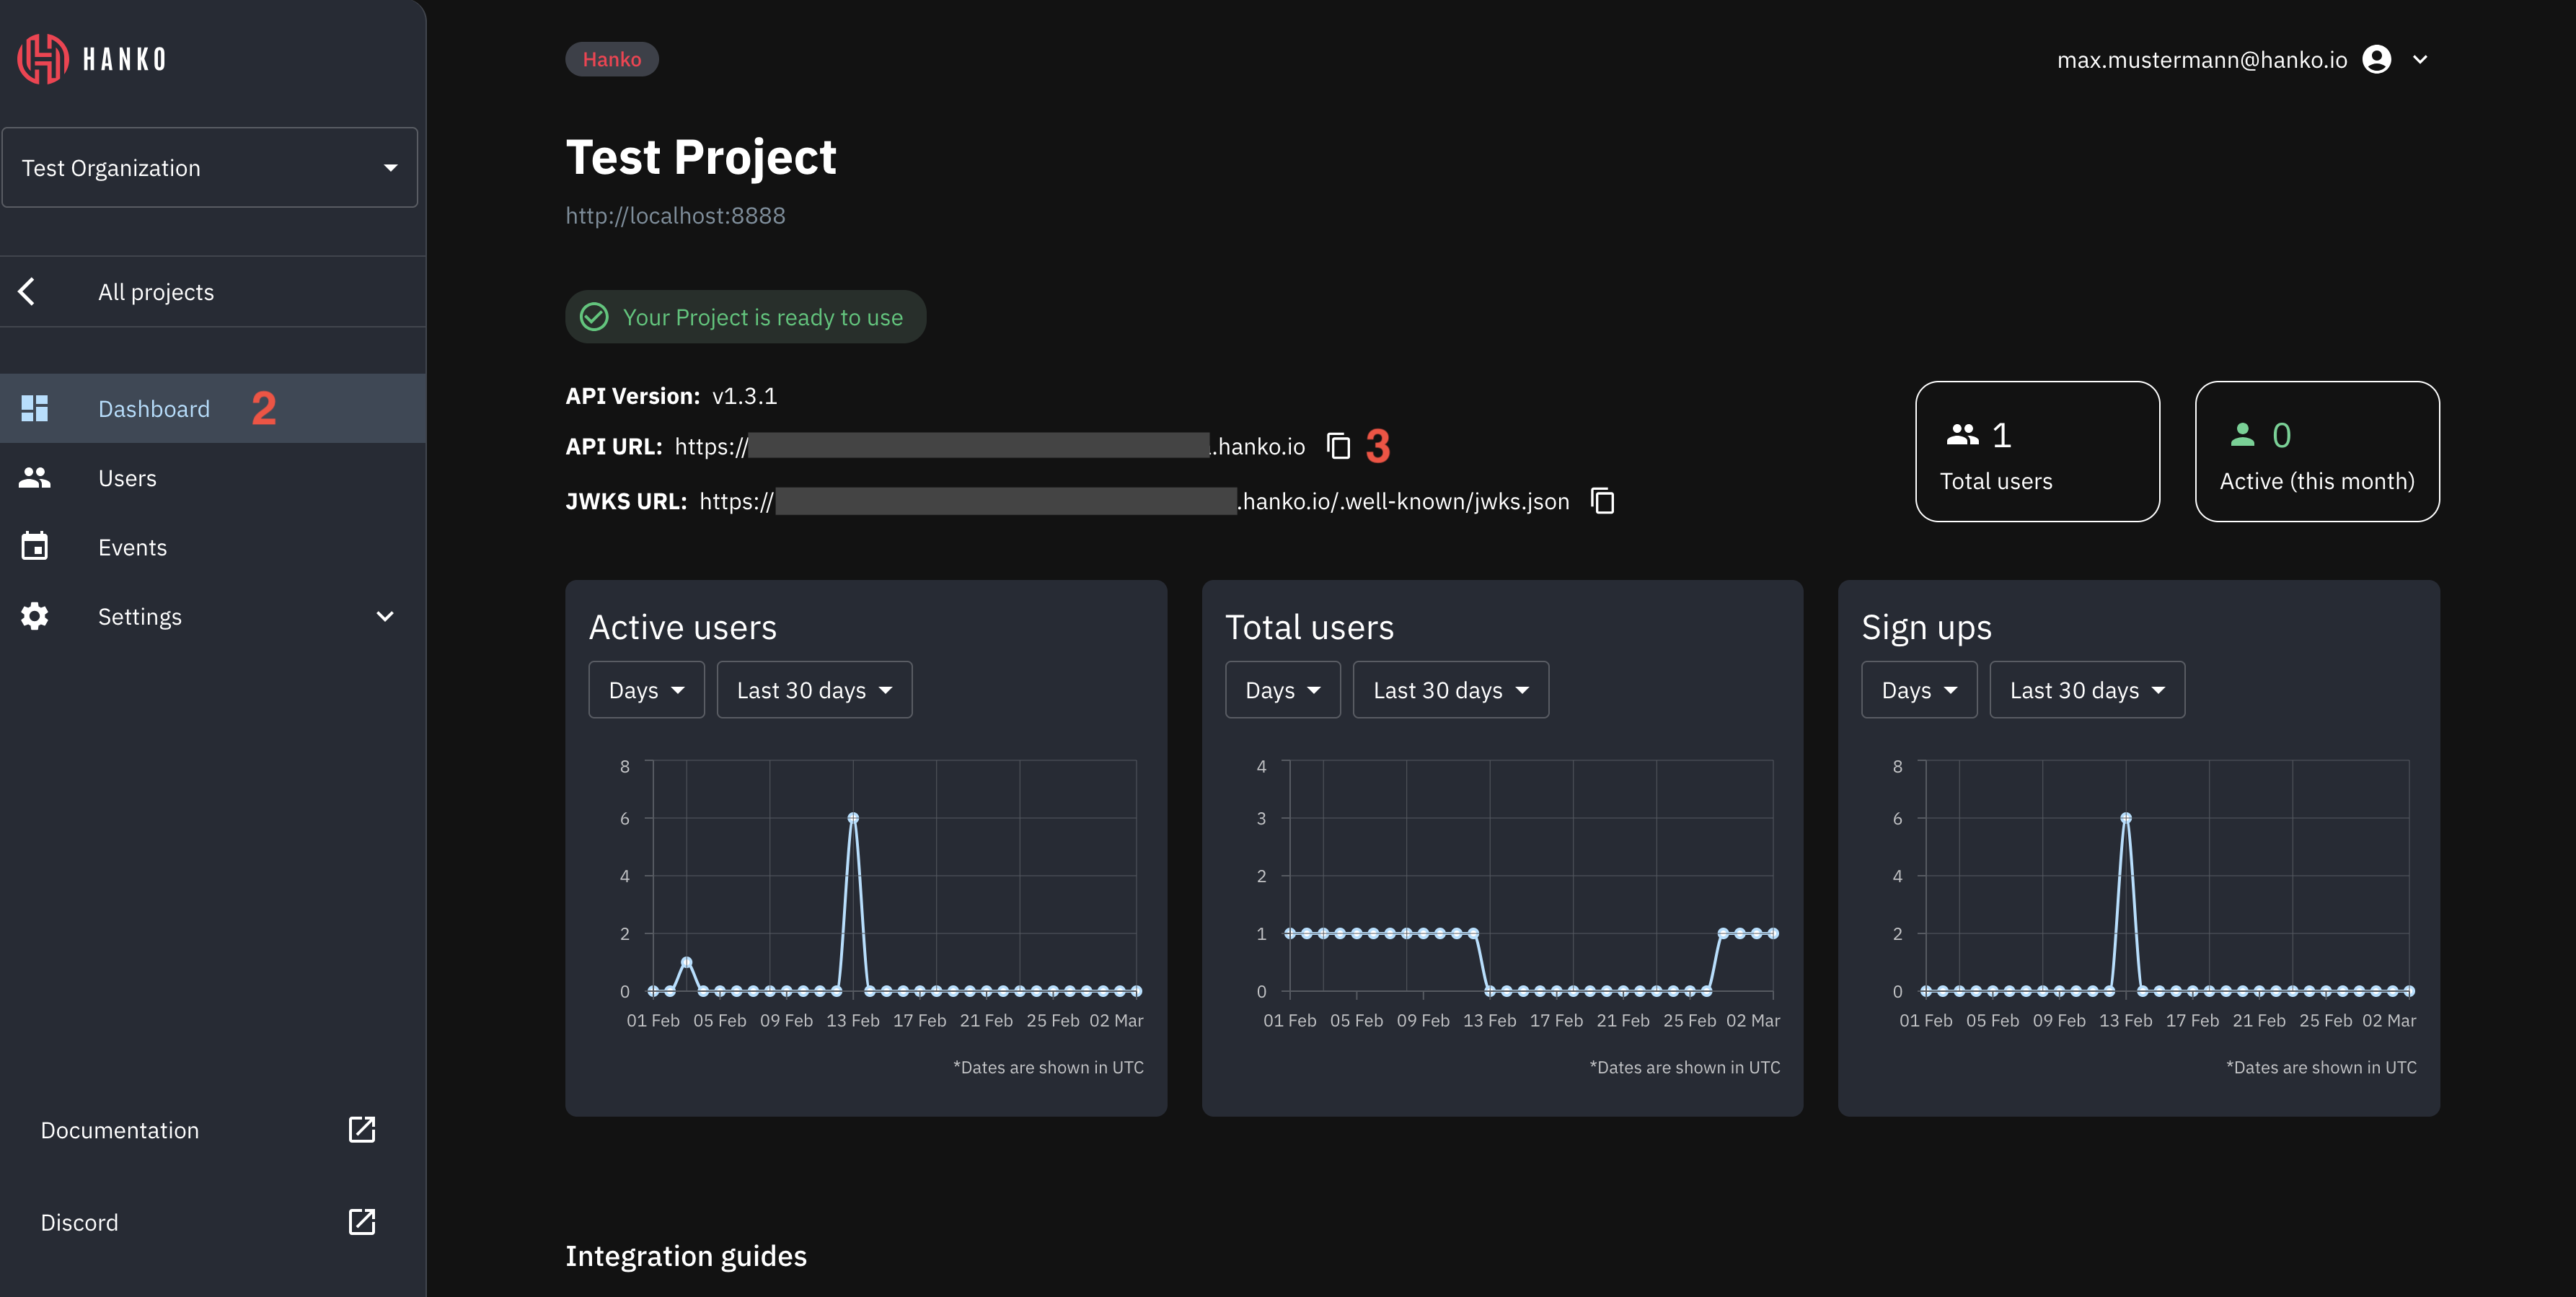 HANKO
Test Organization
All projects
Dashboard 2
Users
Events
Settings
Documentation
Discord
Hanko
max.mustermann@hanko.io
Test Project
http://localhost:8888
Your Project is ready to use
API Version: v1.3.1
API URL: https:// .hanko.io 3
JWKS URL: https:// .hanko.io/.well-known/jwks.json
1
Total users
0
Active (this month)
Active users
Days Last 30 days
8
6
4
2
0
01 Feb 05 Feb 09 Feb 13 Feb 17 Feb 21 Feb 25 Feb 02 Mar
*Dates are shown in UTC
Total users
Days Last 30 days
4
3
2
1
0
01 Feb 05 Feb 09 Feb 13 Feb 17 Feb 21 Feb 25 Feb 02 Mar
*Dates are shown in UTC
Sign ups
Days Last 30 days
8
6
4
2
0
01 Feb 05 Feb 09 Feb 13 Feb 17 Feb 21 Feb 25 Feb 02 Mar
*Dates are shown in UTC
Integration guides